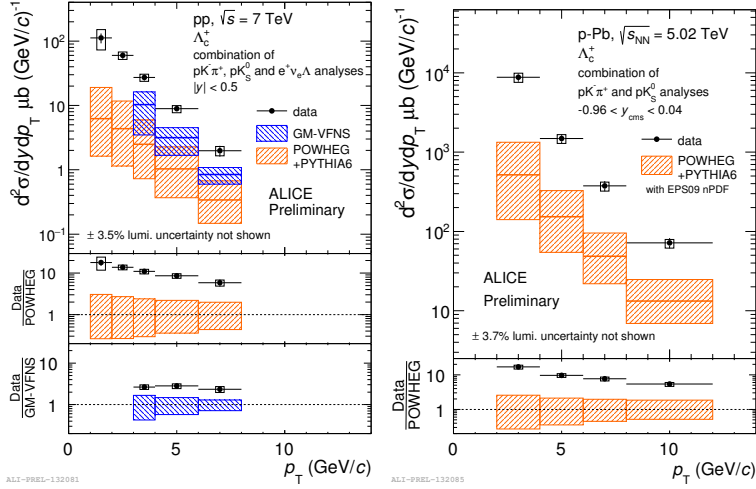 pp, √s = 7 TeV
Λc+
combination of
pK-π+, pKS0 and e+νeΛ analyses
|y| < 0.5
data
GM-VFNS
POWHEG
+PYTHIA6
ALICE
Preliminary
± 3.5% lumi. uncertainty not shown
d²σ/dydpT μb (GeV/c)⁻¹
10²
10
1
10⁻¹
Data
POWHEG
10
1
Data
GM-VFNS
10
1
0 5 10
pT (GeV/c)
ALI-PREL-132081
p-Pb, √sNN = 5.02 TeV
Λc+
combination of
pK-π+ and pKS0 analyses
-0.96 < ycms < 0.04
data
POWHEG
+PYTHIA6
with EPS09 nPDF
ALICE
Preliminary
± 3.7% lumi. uncertainty not shown
d²σ/dydpT μb (GeV/c)⁻¹
10⁴
10³
10²
10
Data
POWHEG
10
1
0 5 10
pT (GeV/c)
ALI-PREL-132085